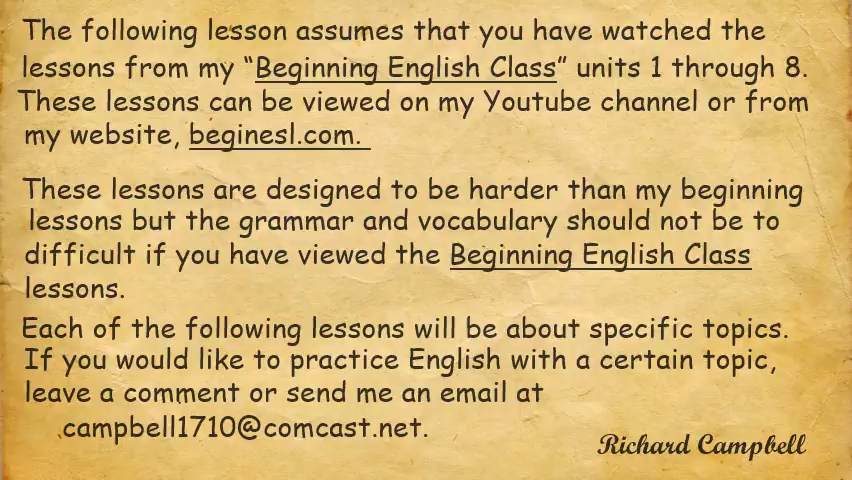 The following lesson assumes that you have watched the
lessons from my “Beginning English Class” units 1 through 8.
These lessons can be viewed on my Youtube channel or from
my website, beginesl.com.
These lessons are designed to be harder than my beginning
lessons but the grammar and vocabulary should not be to
difficult if you have viewed the Beginning English Class
lessons.
Each of the following lessons will be about specific topics.
If you would like to practice English with a certain topic,
leave a comment or send me an email at
campbell1710@comcast.net.
Richard Campbell